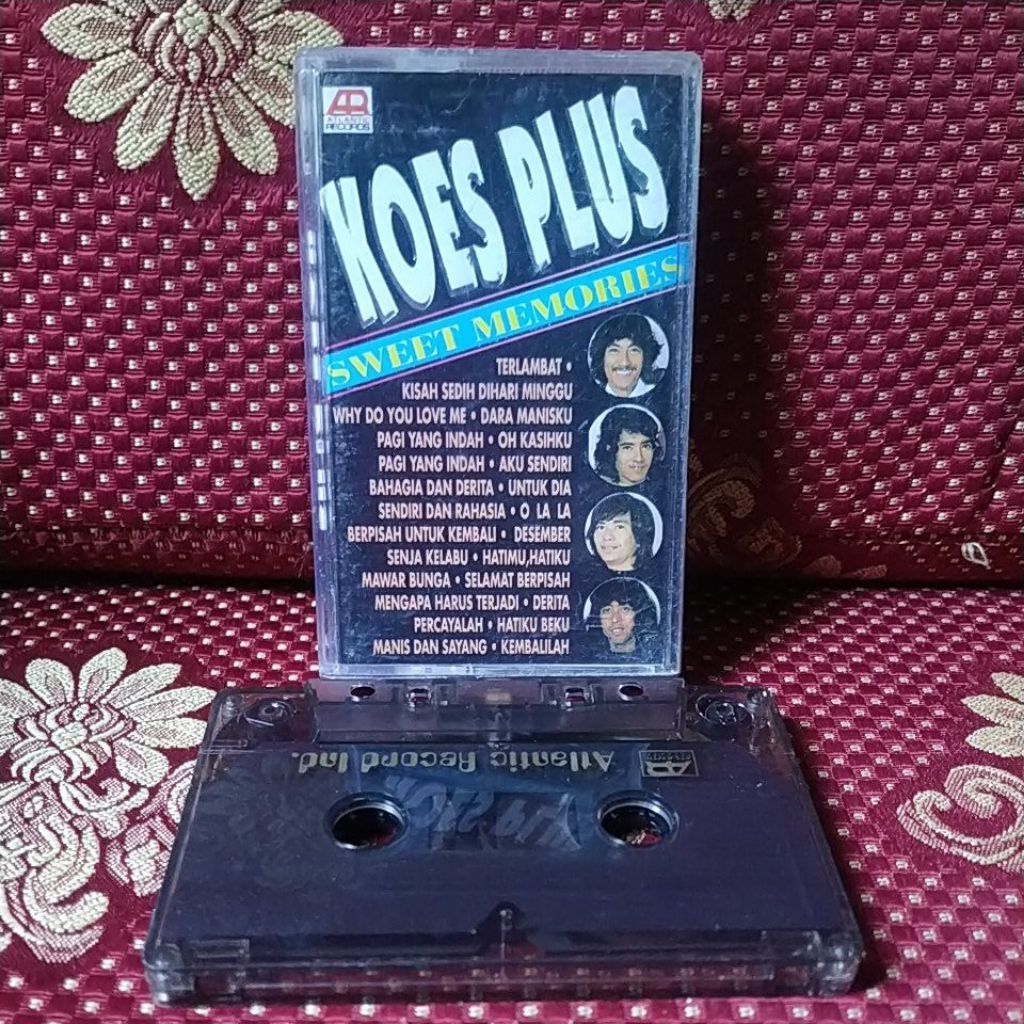 AR
ATLANTIC
RECORDS
KOES PLUS
SWEET MEMORIES
TERLAMBAT •
KISAH SEDIH DIHARI MINGGU
WHY DO YOU LOVE ME • DARA MANISKU
PAGI YANG INDAH • OH KASIHKU
PAGI YANG INDAH • AKU SENDIRI
BAHAGIA DAN DERITA • UNTUK DIA
SENDIRI DAN RAHASIA • O LA LA
BERPISAH UNTUK KEMBALI • DESEMBER
SENJA KELABU • HATIMU,HATIKU
MAWAR BUNGA • SELAMAT BERPISAH
MENGAPA HARUS TERJADI • DERITA
PERCAYALAH • HATIKU BEKU
MANIS DAN SAYANG • KEMBALILAH
Atlantic Record Ind.
AR